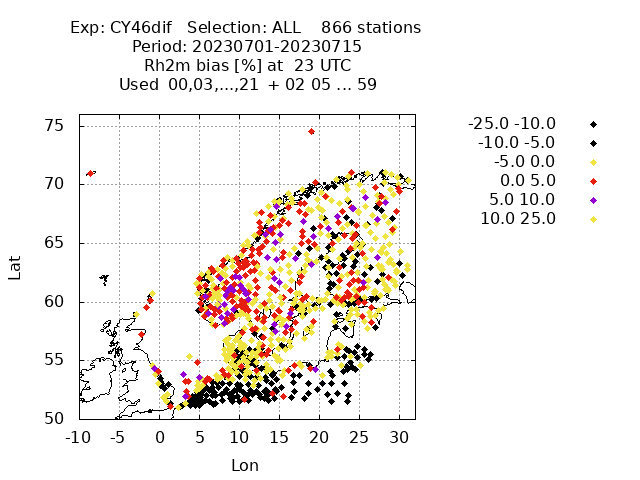 Exp: CY46dif   Selection: ALL    866 stations
Period: 20230701-20230715
Rh2m bias [%] at  23 UTC
Used  00,03,...,21  + 02 05 ... 59
-25.0 -10.0
-10.0 -5.0
-5.0 0.0
0.0 5.0
5.0 10.0
10.0 25.0
75
70
65
60
55
50
Lat
-10 -5 0 5 10 15 20 25 30
Lon